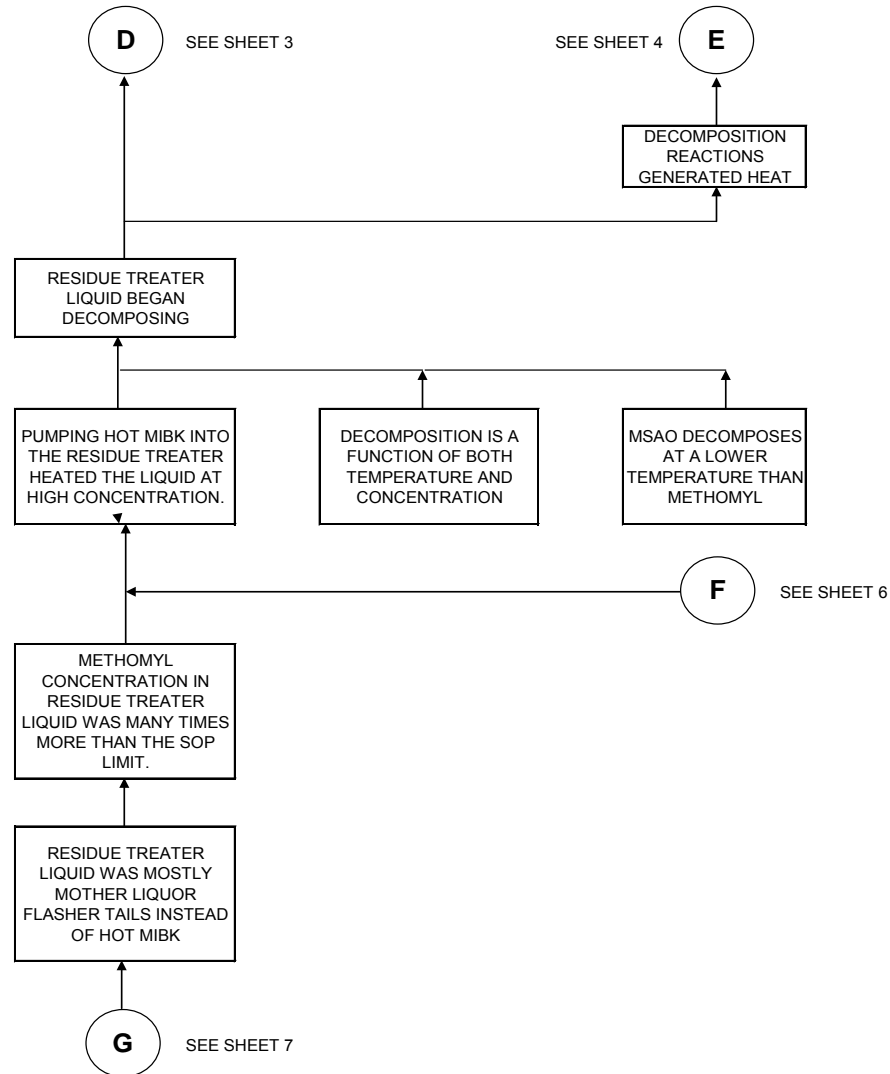 D
SEE SHEET 3
SEE SHEET 4
E
DECOMPOSITION
REACTIONS
GENERATED HEAT
RESIDUE TREATER
LIQUID BEGAN
DECOMPOSING
PUMPING HOT MIBK INTO
THE RESIDUE TREATER
HEATED THE LIQUID AT
HIGH CONCENTRATION.
DECOMPOSITION IS A
FUNCTION OF BOTH
TEMPERATURE AND
CONCENTRATION
MSAO DECOMPOSES
AT A LOWER
TEMPERATURE THAN
METHOMYL
F
SEE SHEET 6
METHOMYL
CONCENTRATION IN
RESIDUE TREATER
LIQUID WAS MANY TIMES
MORE THAN THE SOP
LIMIT.
RESIDUE TREATER
LIQUID WAS MOSTLY
MOTHER LIQUOR
FLASHER TAILS INSTEAD
OF HOT MIBK
G
SEE SHEET 7